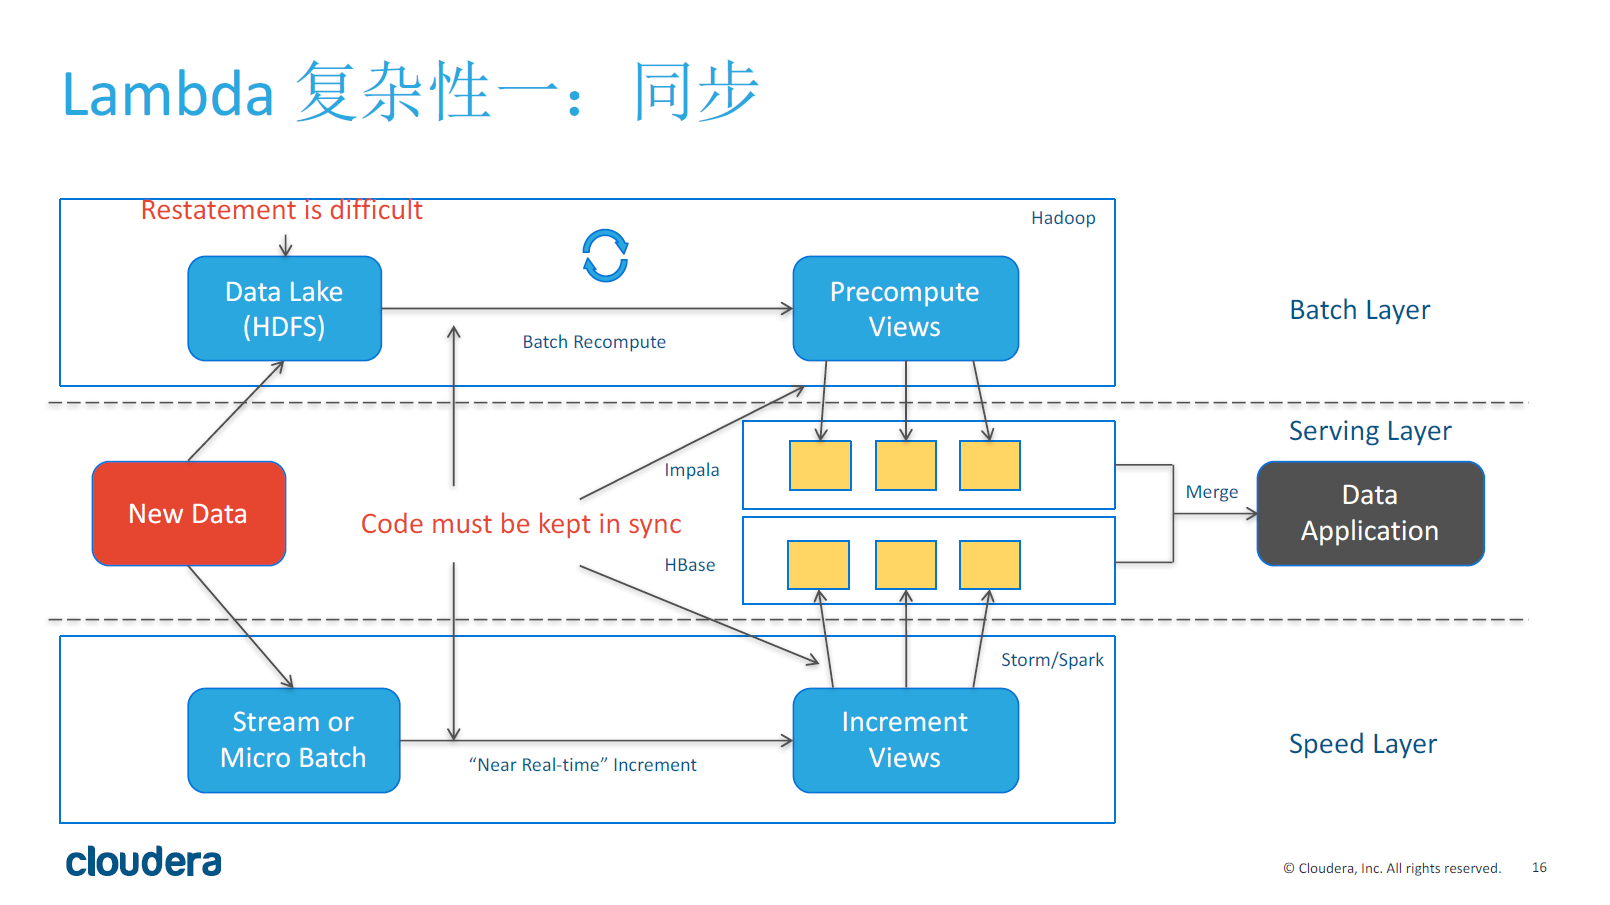 Lambda 复杂性一：同步
Restatement is difficult
Hadoop
Data Lake
(HDFS)
Batch Recompute
Precompute
Views
Batch Layer
Serving Layer
Impala
New Data
Code must be kept in sync
HBase
Merge
Data
Application
Storm/Spark
Stream or
Micro Batch
“Near Real-time” Increment
Increment
Views
Speed Layer
cloudera
© Cloudera, Inc. All rights reserved.
16